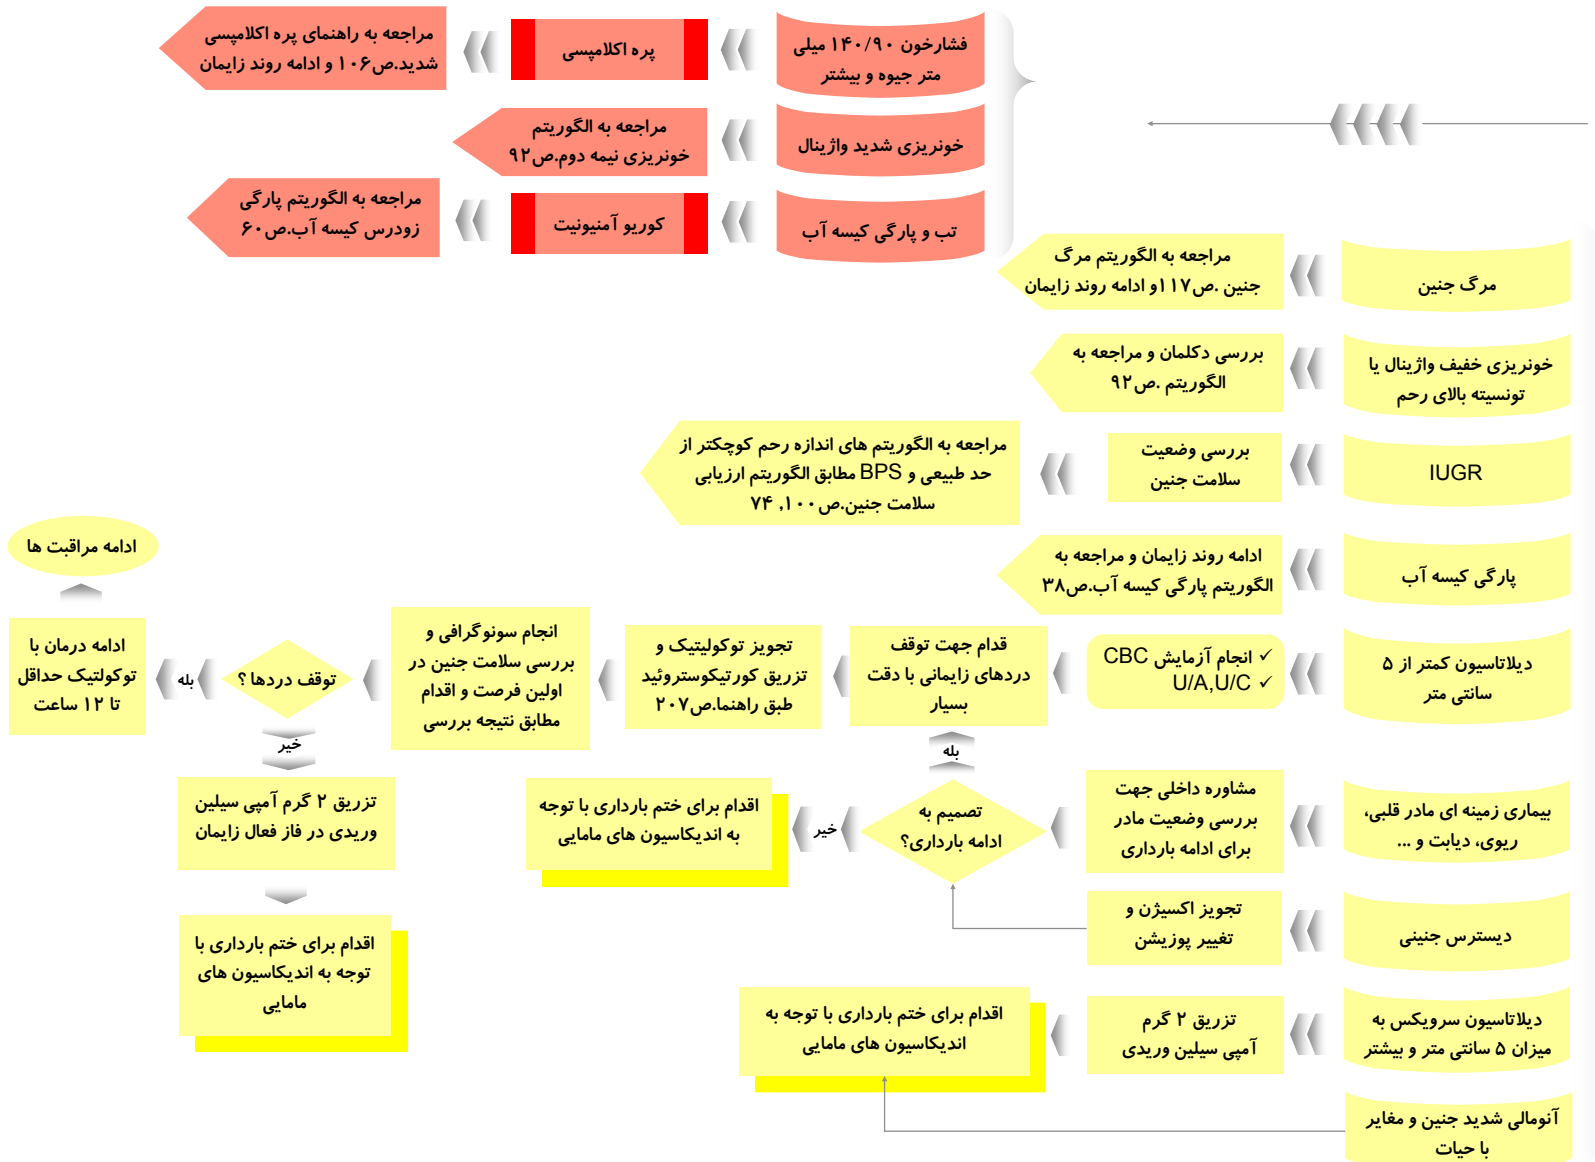 فشارخون ۱۴۰/۹۰ میلی
متر جیوه و بیشتر
پره اکلامپسی
مراجعه به راهنمای پره اکلامپسی
شدید.ص۱۰۶ و ادامه روند زایمان
خونریزی شدید واژینال
مراجعه به الگوریتم
خونریزی نیمه دوم.ص۹۲
تب و پارگی کیسه آب
کوریو آمنیونیت
مراجعه به الگوریتم پارگی
زودرس کیسه آب.ص۶۰
مرگ جنین
مراجعه به الگوریتم مرگ
جنین .ص۱۱۷و ادامه روند زایمان
خونریزی خفیف واژینال یا
تونسیته بالای رحم
بررسی دکلمان و مراجعه به
الگوریتم .ص۹۲
IUGR
بررسی وضعیت
سلامت جنین
مراجعه به الگوریتم های اندازه رحم کوچکتر از
حد طبیعی و BPS مطابق الگوریتم ارزیابی
سلامت جنین.ص۱۰۰, ۷۴
پارگی کیسه آب
ادامه روند زایمان و مراجعه به
الگوریتم پارگی کیسه آب.ص۳۸
دیلاتاسیون کمتر از ۵
سانتی متر
✓ انجام آزمایش CBC
✓ U/A,U/C
قدام جهت توقف
دردهای زایمانی با دقت
بسیار
تجویز توکولیتیک و
تزریق کورتیکوستروئید
طبق راهنما.ص۲۰۷
انجام سونوگرافی و
بررسی سلامت جنین در
اولین فرصت و اقدام
مطابق نتیجه بررسی
توقف دردها ؟
بله
ادامه درمان با
توکولتیک حداقل
تا ۱۲ ساعت
ادامه مراقبت ها
خیر
تزریق ۲ گرم آمپی سیلین
وریدی در فاز فعال زایمان
اقدام برای ختم بارداری با
توجه به اندیکاسیون های
مامایی
بیماری زمینه ای مادر قلبی،
ریوی، دیابت و ...
مشاوره داخلی جهت
بررسی وضعیت مادر
برای ادامه بارداری
تصمیم به
ادامه بارداری؟
بله
خیر
اقدام برای ختم بارداری با توجه
به اندیکاسیون های مامایی
دیسترس جنینی
تجویز اکسیژن و
تغییر پوزیشن
دیلاتاسیون سرویکس به
میزان ۵ سانتی متر و بیشتر
تزریق ۲ گرم
آمپی سیلین وریدی
اقدام برای ختم بارداری با توجه به
اندیکاسیون های مامایی
آنومالی شدید جنین و مغایر
با حیات